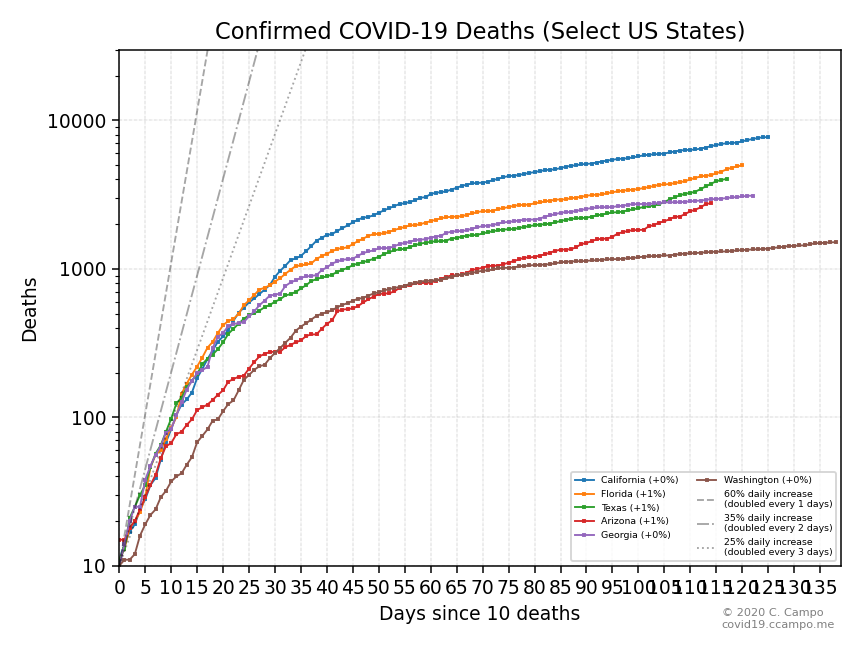 Confirmed COVID-19 Deaths (Select US States)
Deaths
10000
1000
100
10
0 5 10 15 20 25 30 35 40 45 50 55 60 65 70 75 80 85 90 95 100 105 110 115 120 125 130 135
Days since 10 deaths
California (+0%)
Florida (+1%)
Texas (+1%)
Arizona (+1%)
Georgia (+0%)
Washington (+0%)
60% daily increase
(doubled every 1 days)
35% daily increase
(doubled every 2 days)
25% daily increase
(doubled every 3 days)
© 2020 C. Campo
covid19.ccampo.me